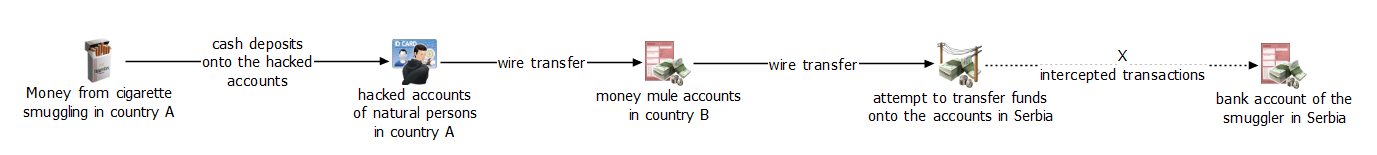 cash deposits
onto the hacked
accounts
Money from cigarette
smuggling in country A
ID CARD
hacked accounts
of natural persons
in country A
wire transfer
money mule accounts
in country B
wire transfer
attempt to transfer funds
onto the accounts in Serbia
X
intercepted transactions
bank account of the
smuggler in Serbia